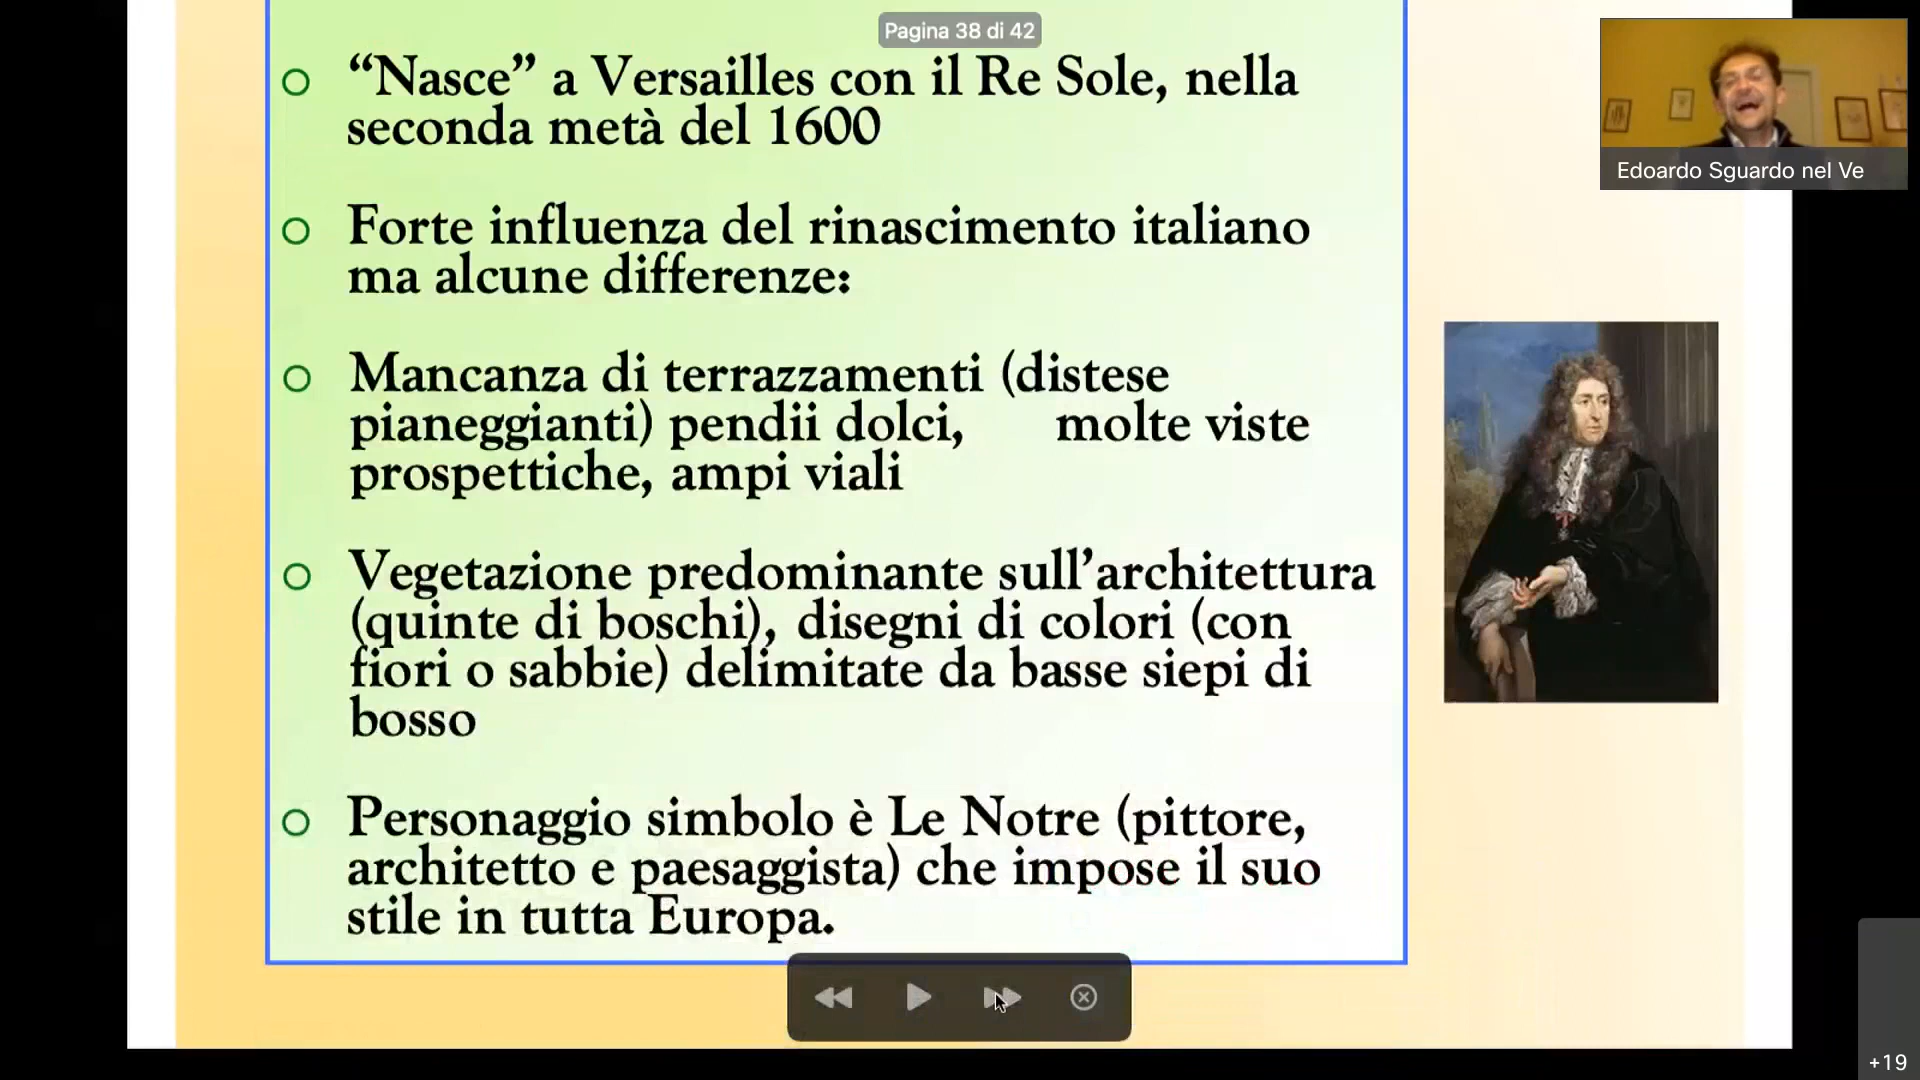 Pagina 38 di 42
“Nasce” a Versailles con il Re Sole, nella
seconda metà del 1600
Forte influenza del rinascimento italiano
ma alcune differenze:
Mancanza di terrazzamenti (distese
pianeggianti) pendii dolci, molte viste
prospettiche, ampi viali
Vegetazione predominante sull’architettura
(quinte di boschi), disegni di colori (con
fiori o sabbie) delimitate da basse siepi di
bosso
Personaggio simbolo è Le Notre (pittore,
architetto e paesaggista) che impose il suo
stile in tutta Europa.
Edoardo Sguardo nel Ve
+19